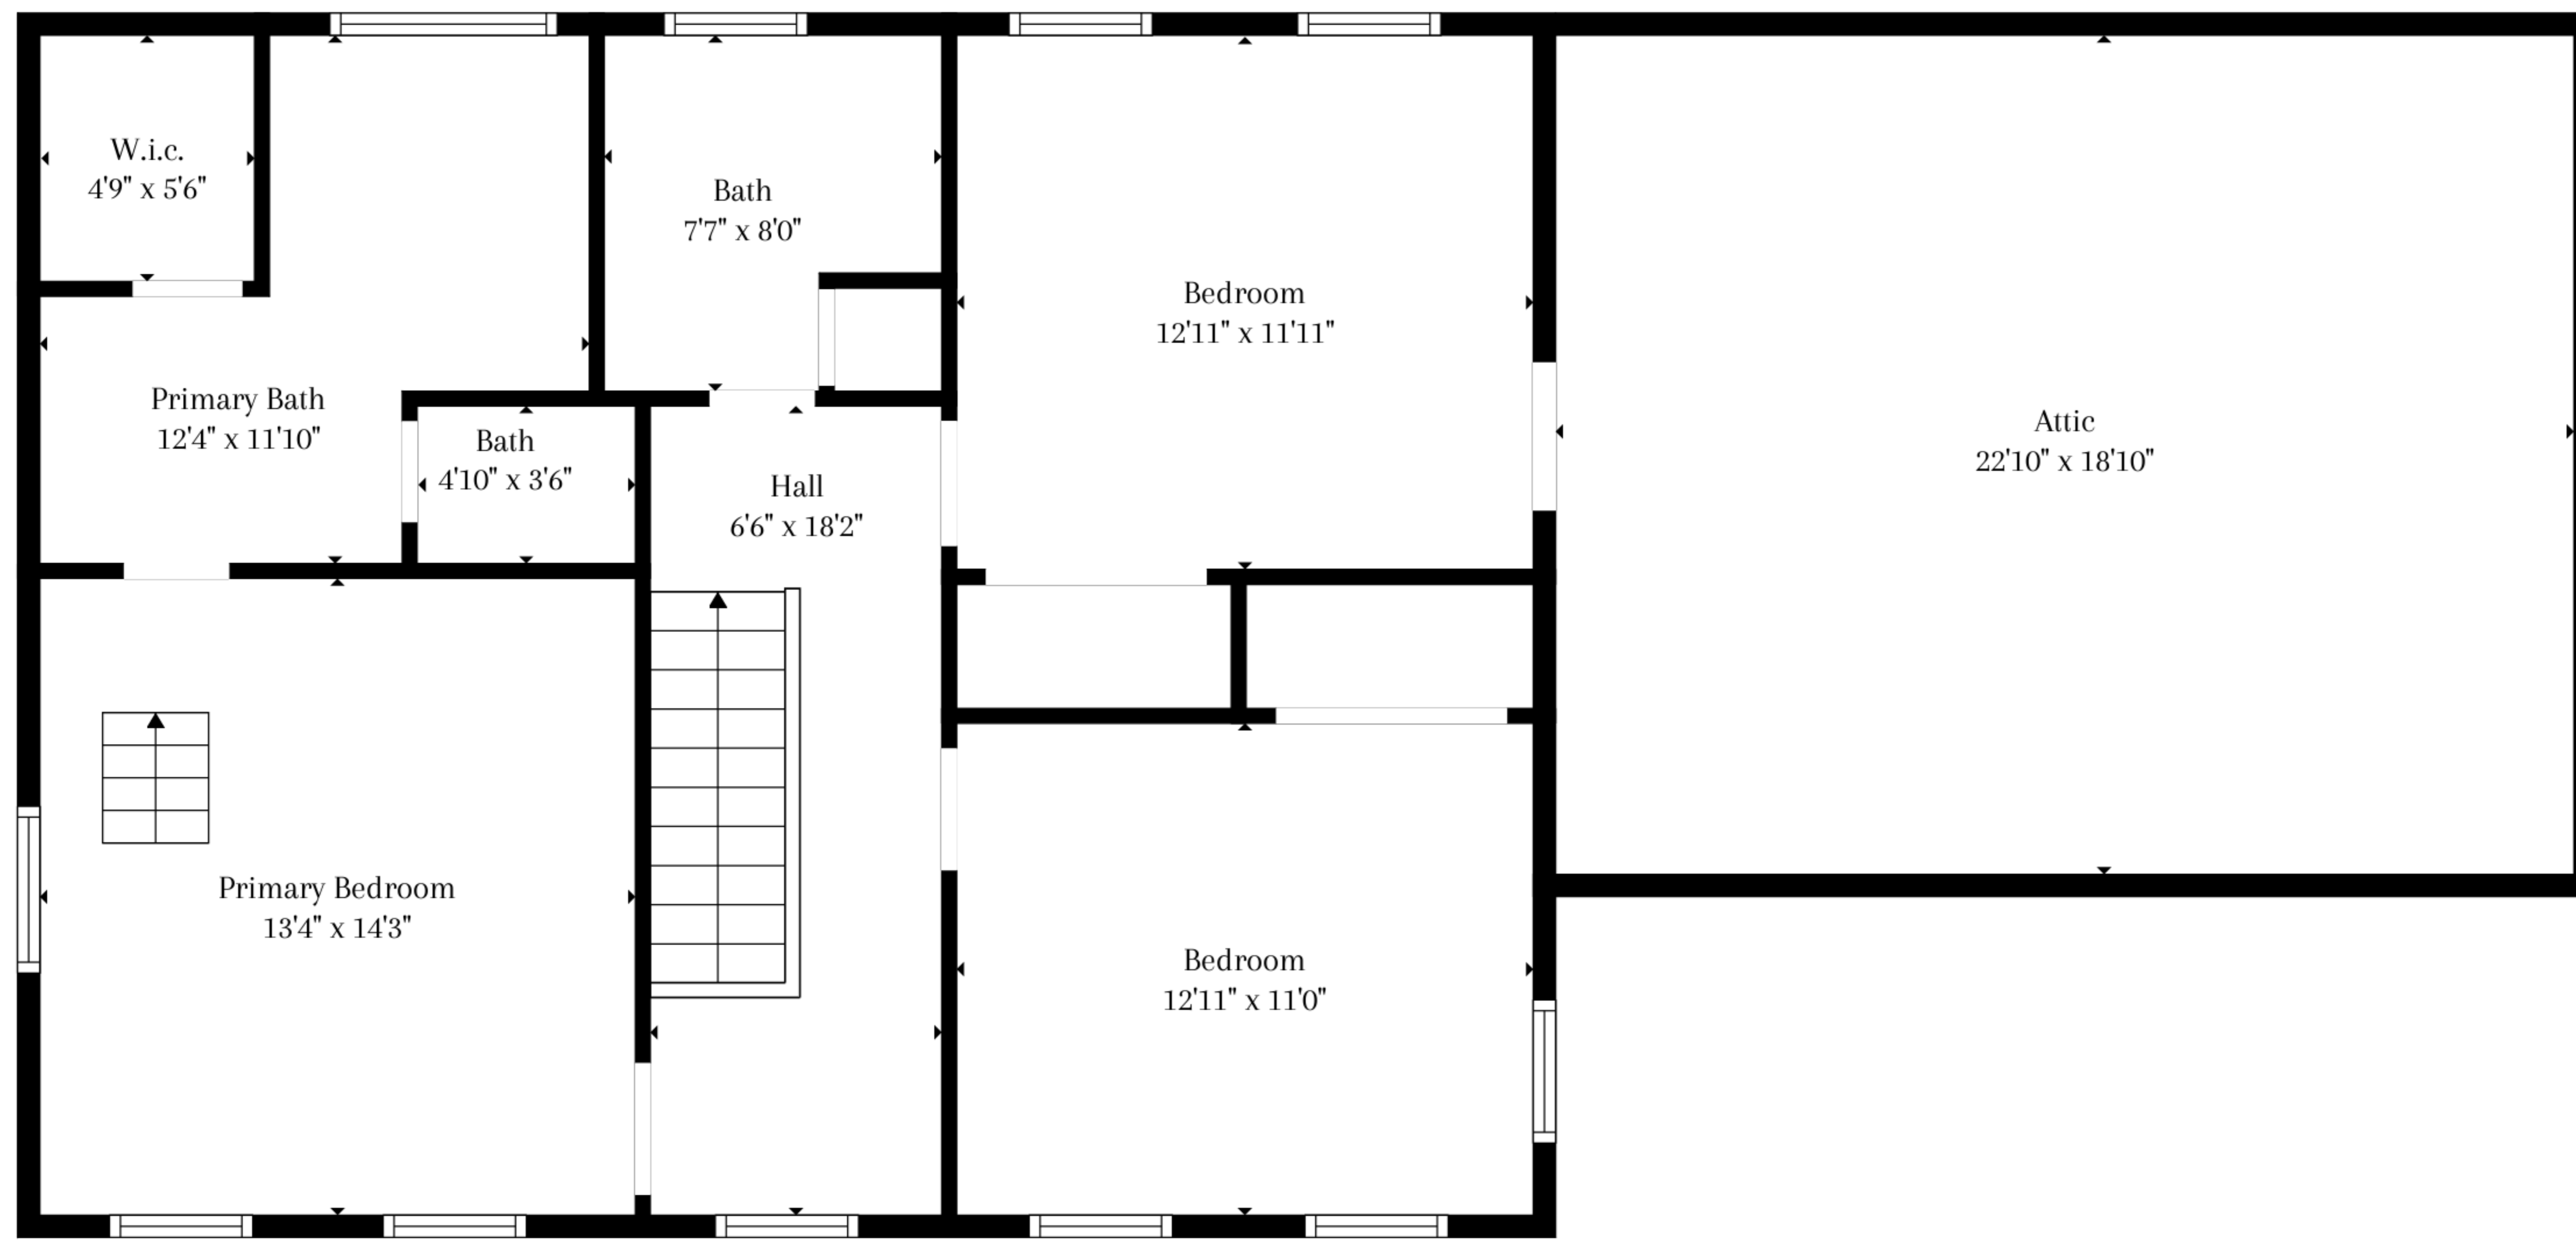 W.i.c.
4'9" x 5'6"
Bath
7'7" x 8'0"
Bedroom
12'11" x 11'11"
Primary Bath
12'4" x 11'10"
Bath
4'10" x 3'6"
Hall
6'6" x 18'2"
Attic
22'10" x 18'10"
Primary Bedroom
13'4" x 14'3"
Bedroom
12'11" x 11'0"